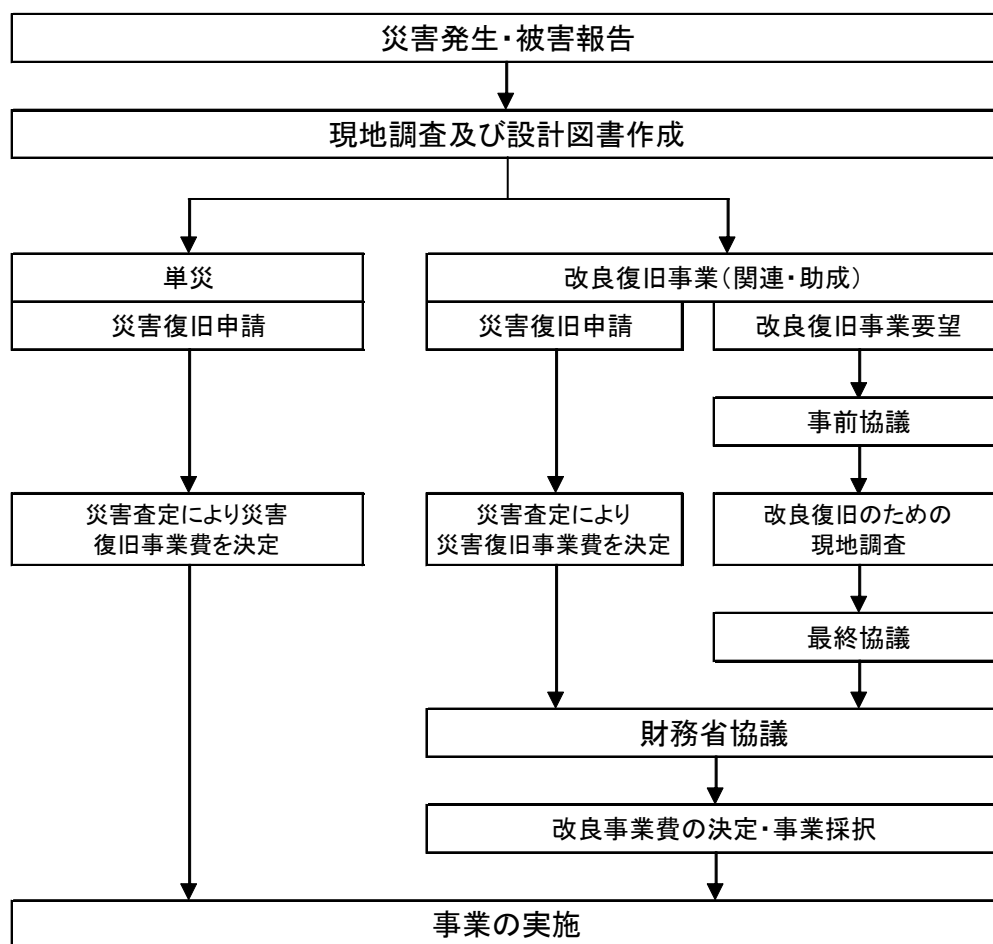 災害発生・被害報告
現地調査及び設計図書作成
単災
災害復旧申請
改良復旧事業(関連・助成)
災害復旧申請
改良復旧事業要望
事前協議
災害査定により災害
復旧事業費を決定
災害査定により
災害復旧事業費を決定
改良復旧のための
現地調査
最終協議
財務省協議
改良事業費の決定・事業採択
事業の実施